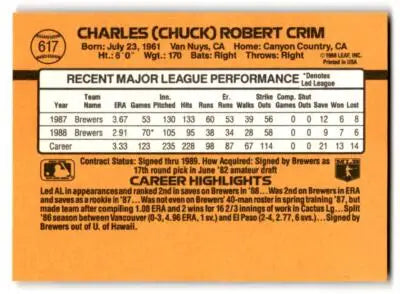 617
CHARLES (CHUCK) ROBERT CRIM
Born: July 23, 1961 Van Nuys, CA Home: Canyon Country, CA
Ht.: 6'0" Wgt.: 170 Bats: Right Throws: Right
©1988 LEAF, INC.
Printed in U.S.A.
RECENT MAJOR LEAGUE PERFORMANCE *Denotes Led League
Year Team Name ERA Games Inn. Pitched Hits Runs Er. Runs Walks Strike Outs Comp. Games Shut Outs Save Won Lost
1987 Brewers 3.67 53 130 133 60 53 39 56 0 0 12 6 8
1988 Brewers 2.91 70* 105 95 38 34 28 58 0 0 9 7 6
Career 3.33 123 235 228 98 87 67 114 0 0 21 13 14
Contract Status: Signed thru 1989. How Acquired: Signed by Brewers as
17th round pick in June '82 amateur draft
CAREER HIGHLIGHTS
Led AL in appearances and ranked 2nd in saves on Brewers in '88... Was 2nd on Brewers in ERA
and saves as a rookie in '87... Was not even on Brewers' 40-man roster for spring training '87, but
made team after compiling 1.08 ERA and 2 wins for 16 2/3 innings of work in Cactus Lg... Split
'86 season between Vancouver (0-3, 4.96 ERA, 1 sv.) and El Paso (2-4, 2.77, 6 svs.)... Signed by
Brewers out of U. of Hawaii.